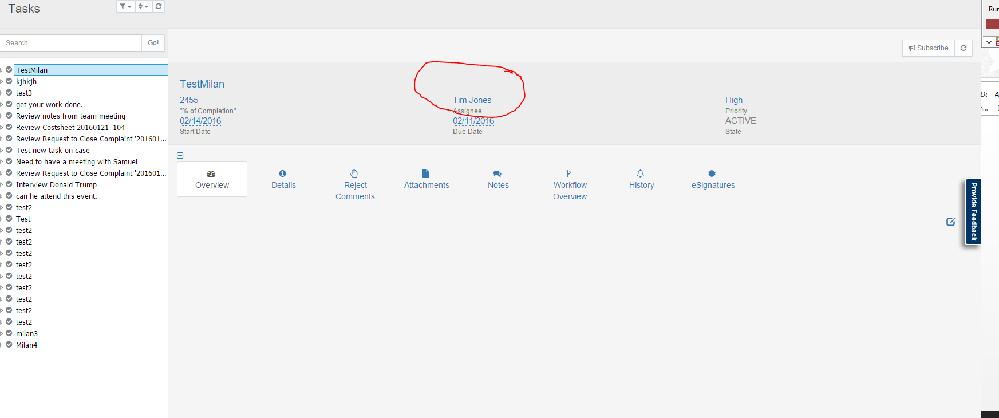 Tasks
Search
Go!
TestMilan
kjhkjh
test3
get your work done.
Review notes from team meeting
Review Costsheet 20160121_104
Review Request to Close Complaint '201601...
Test new task on case
Need to have a meeting with Samuel
Review Request to Close Complaint '201601...
Interview Donald Trump
can he attend this event.
test2
Test
test2
test2
test2
test2
test2
test2
test2
test2
test2
milan3
Milan4
Subscribe
TestMilan
2455 Tim Jones High
"% of Completion" Assignee Priority
02/14/2016 02/11/2016 ACTIVE
Start Date Due Date State
Overview Details Reject Attachments Notes Workflow History eSignatures
Comments Overview
Provide Feedback
Run